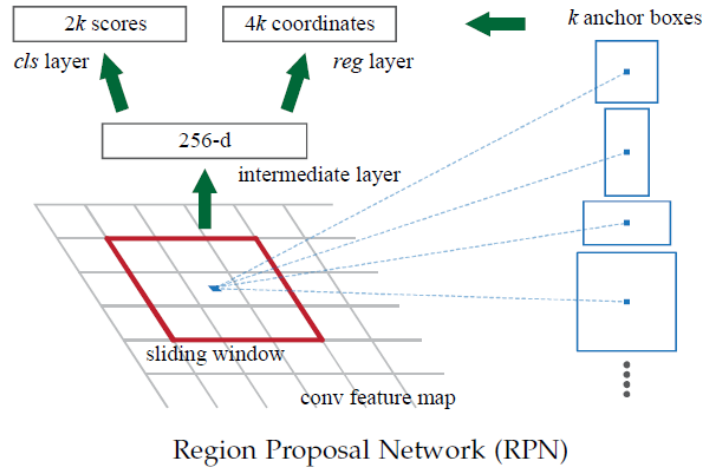 2k scores
4k coordinates
k anchor boxes
cls layer
reg layer
256-d
intermediate layer
sliding window
conv feature map
Region Proposal Network (RPN)